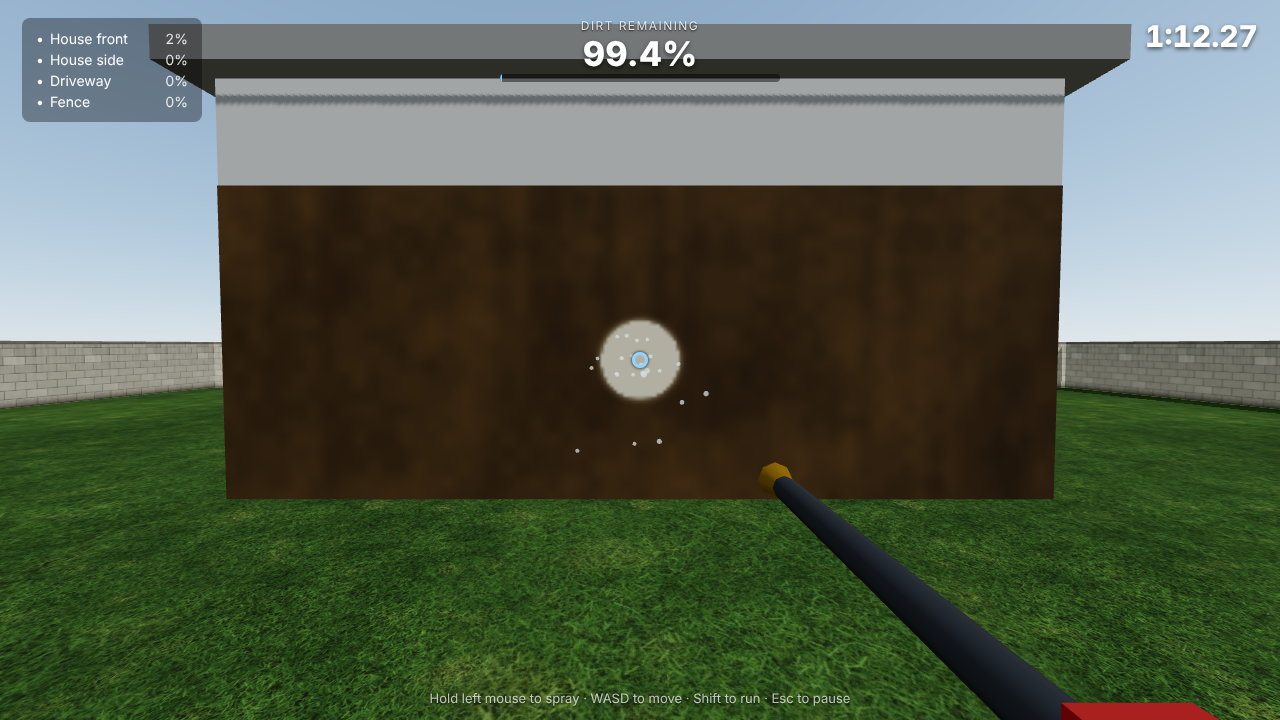 • House front 2%
• House side 0%
• Driveway 0%
• Fence 0%
DIRT REMAINING
99.4%
1:12.27
Hold left mouse to spray · WASD to move · Shift to run · Esc to pause